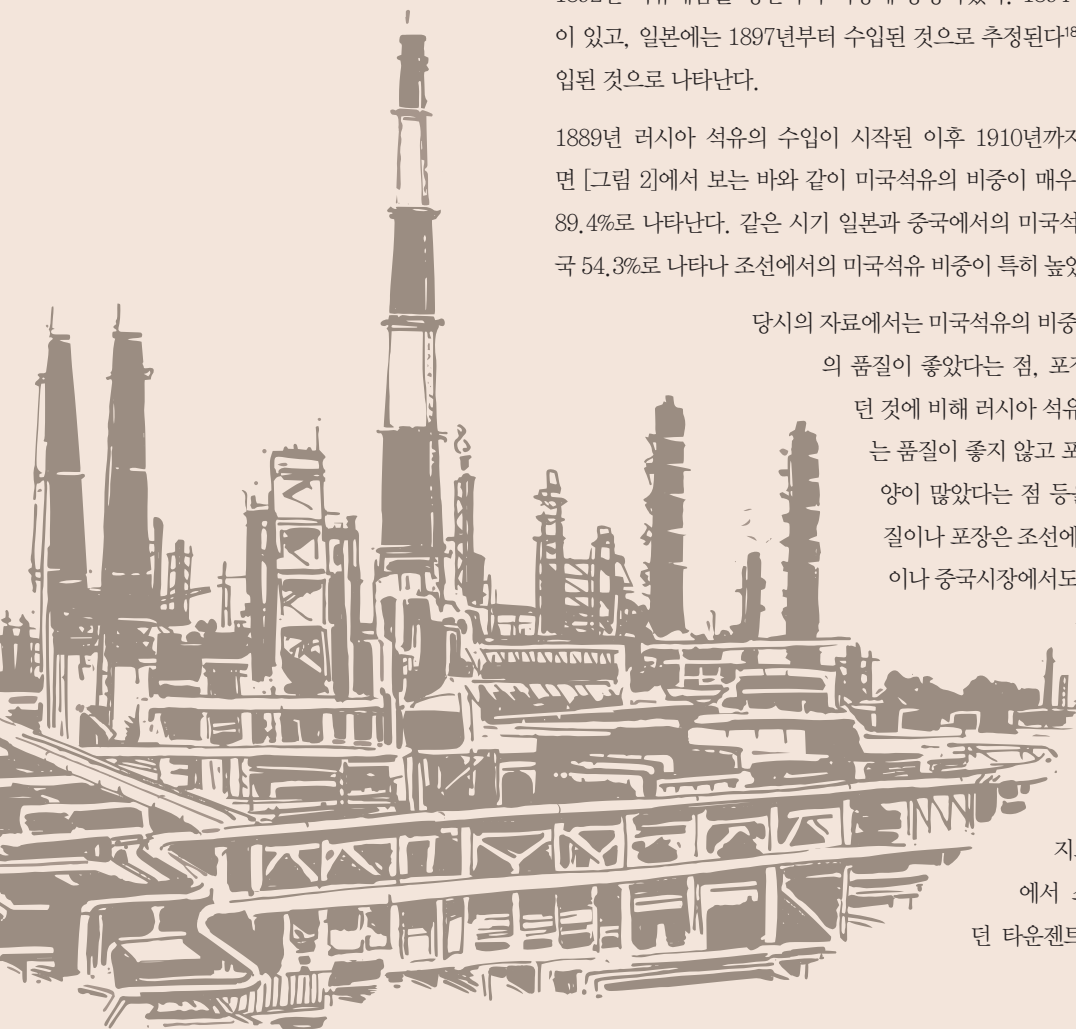 이 있고, 일본에는 1897년부터 수입된 것으로 추정된다18
입된 것으로 나타난다.
1889년 러시아 석유의 수입이 시작된 이후 1910년까지
면 [그림 2]에서 보는 바와 같이 미국석유의 비중이 매우
89.4%로 나타난다. 같은 시기 일본과 중국에서의 미국석
국 54.3%로 나타나 조선에서의 미국석유 비중이 특히 높았
당시의 자료에서는 미국석유의 비중
의 품질이 좋았다는 점, 포장
던 것에 비해 러시아 석유
는 품질이 좋지 않고 포
양이 많았다는 점 등을
질이나 포장은 조선에
이나 중국시장에서도
지
에서
던 타운젠트